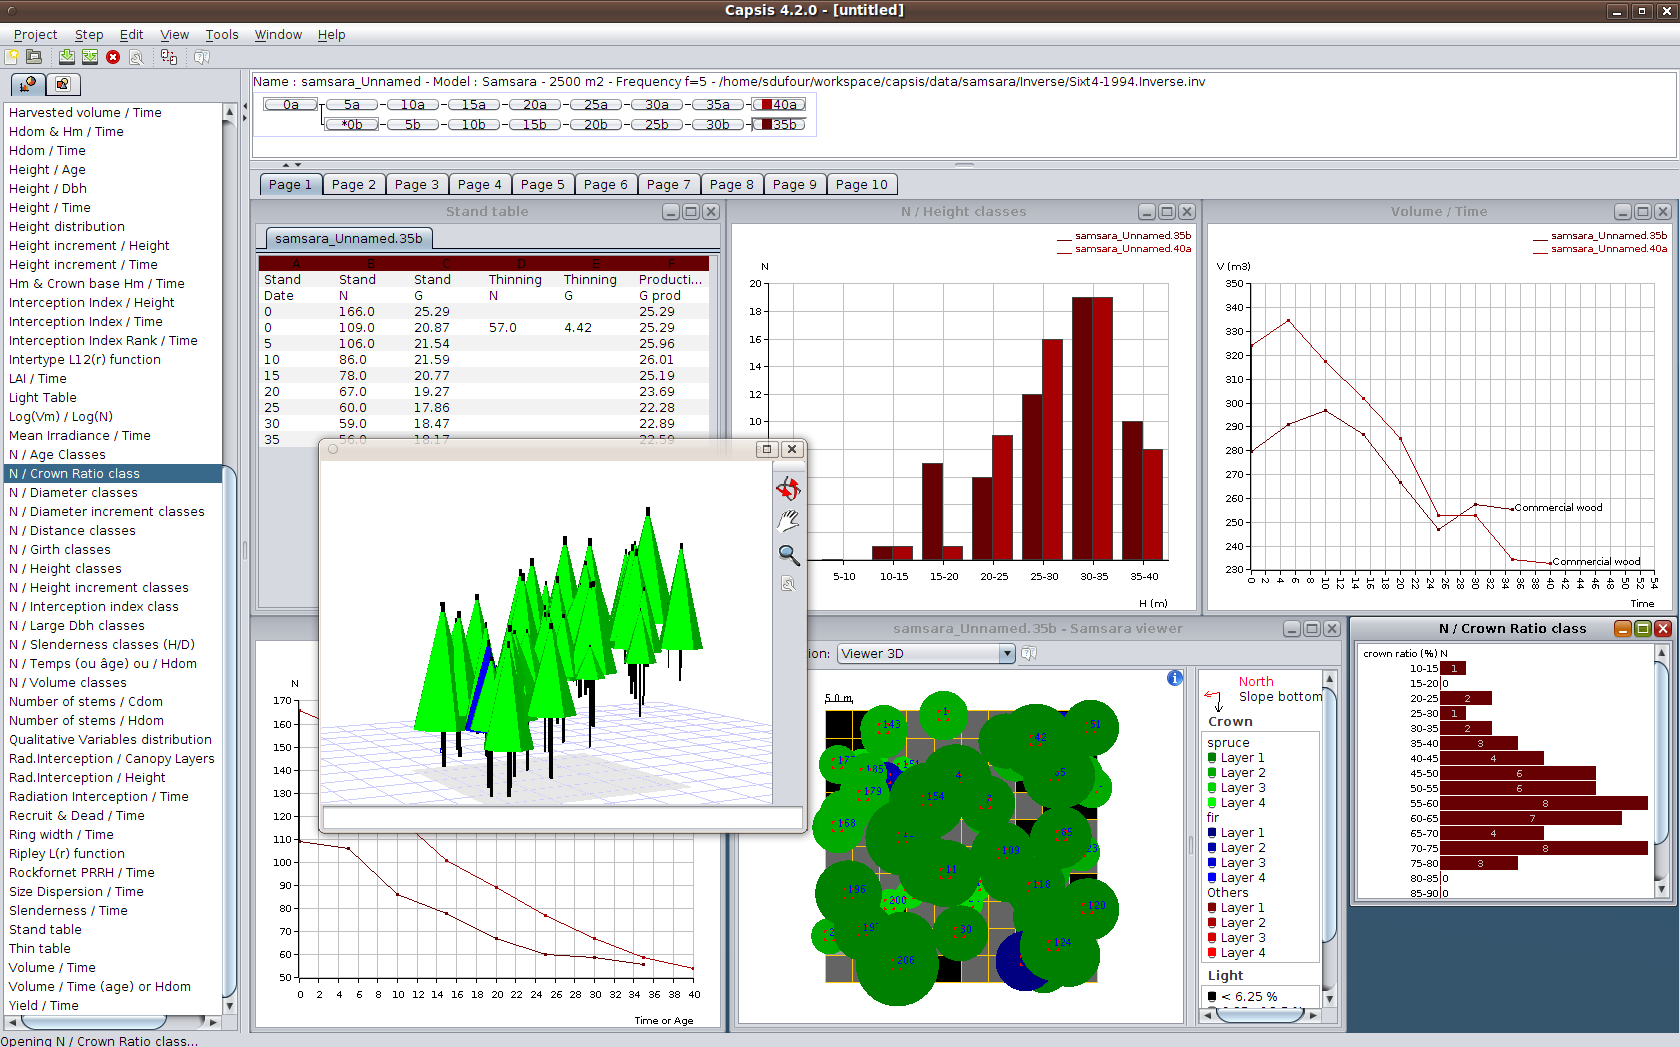 Capsis 4.2.0 - [untitled]
Project Step Edit View Tools Window Help
Name : samsara_Unnamed - Model : Samsara - 2500 m2 - Frequency f=5 - /home/sdufour/workspace/capsis/data/samsara/Inverse/Sixt4-1994.Inverse.inv
0a 5a 10a 15a 20a 25a 30a 35a 40a
*0b 5b 10b 15b 20b 25b 30b 35b
Harvested volume / Time
Hdom & Hm / Time
Hdom / Time
Height / Age
Height / Dbh
Height / Time
Height distribution
Height increment / Height
Height increment / Time
Hm & Crown base Hm / Time
Interception Index / Height
Interception Index / Time
Interception Index Rank / Time
Intertype L12(r) function
LAI / Time
Light Table
Log(Vm) / Log(N)
Mean Irradiance / Time
N / Age Classes
N / Crown Ratio class
N / Diameter classes
N / Diameter increment classes
N / Distance classes
N / Girth classes
N / Height classes
N / Height increment classes
N / Interception index class
N / Large Dbh classes
N / Slenderness classes (H/D)
N / Temps (ou âge) ou / Hdom
N / Volume classes
Number of stems / Cdom
Number of stems / Hdom
Qualitative Variables distribution
Rad.Interception / Canopy Layers
Rad.Interception / Height
Radiation Interception / Time
Recruit & Dead / Time
Ring width / Time
Ripley L(r) function
Rockfornet PRRH / Time
Size Dispersion / Time
Slenderness / Time
Stand table
Thin table
Volume / Time
Volume / Time (age) or Hdom
Yield / Time
Opening N / Crown Ratio class...
Page 1 Page 2 Page 3 Page 4 Page 5 Page 6 Page 7 Page 8 Page 9 Page 10
Stand table
samsara_Unnamed.35b
A B C D E F
Stand Stand Stand Thinning Thinning Producti...
Date N G N G G prod
0 166.0 25.29 25.29
0 109.0 20.87 57.0 4.42 25.29
5 106.0 21.54 25.96
10 86.0 21.59 26.01
15 78.0 20.77 25.19
20 67.0 19.27 23.69
25 60.0 17.86 22.28
30 59.0 18.47 22.89
35 56.0 18.17 22.59
N / Height classes
samsara_Unnamed.35b
samsara_Unnamed.40a
N
20
18
16
14
12
10
5-10 10-15 15-20 20-25 25-30 30-35 35-40
H (m)
Volume / Time
samsara_Unnamed.35b
samsara_Unnamed.40a
V (m3)
350
340
330
320
310
300
290
280
270
260
250
240
230
Commercial wood
Commercial wood
0 2 4 6 8 10 12 14 16 18 20 22 24 26 28 30 32 34 36 38 40 42 44 46 48 50 52 54
Time
N
170
160
150
140
130
120
110
100
90
80
70
60
50
0 2 4 6 8 10 12 14 16 18 20 22 24 26 28 30 32 34 36 38 40
Time or Age
samsara_Unnamed.35b - Samsara viewer
ion: Viewer 3D
5.0 m
143 1 42 51
185 4
179 154 7
168
85
109
11 118
196 200 120
19 30 124
206
North
Slope bottom
Crown
spruce
Layer 1
Layer 2
Layer 3
Layer 4
fir
Layer 1
Layer 2
Layer 3
Layer 4
Others
Layer 1
Layer 2
Layer 3
Layer 4
Light
< 6.25 %
N / Crown Ratio class
crown ratio (%) N
10-15 1
15-20 0
20-25 2
25-30 1
30-35 2
35-40 3
40-45 4
45-50 6
50-55 6
55-60 8
60-65 7
65-70 4
70-75 8
75-80 3
80-85 0
85-90 0